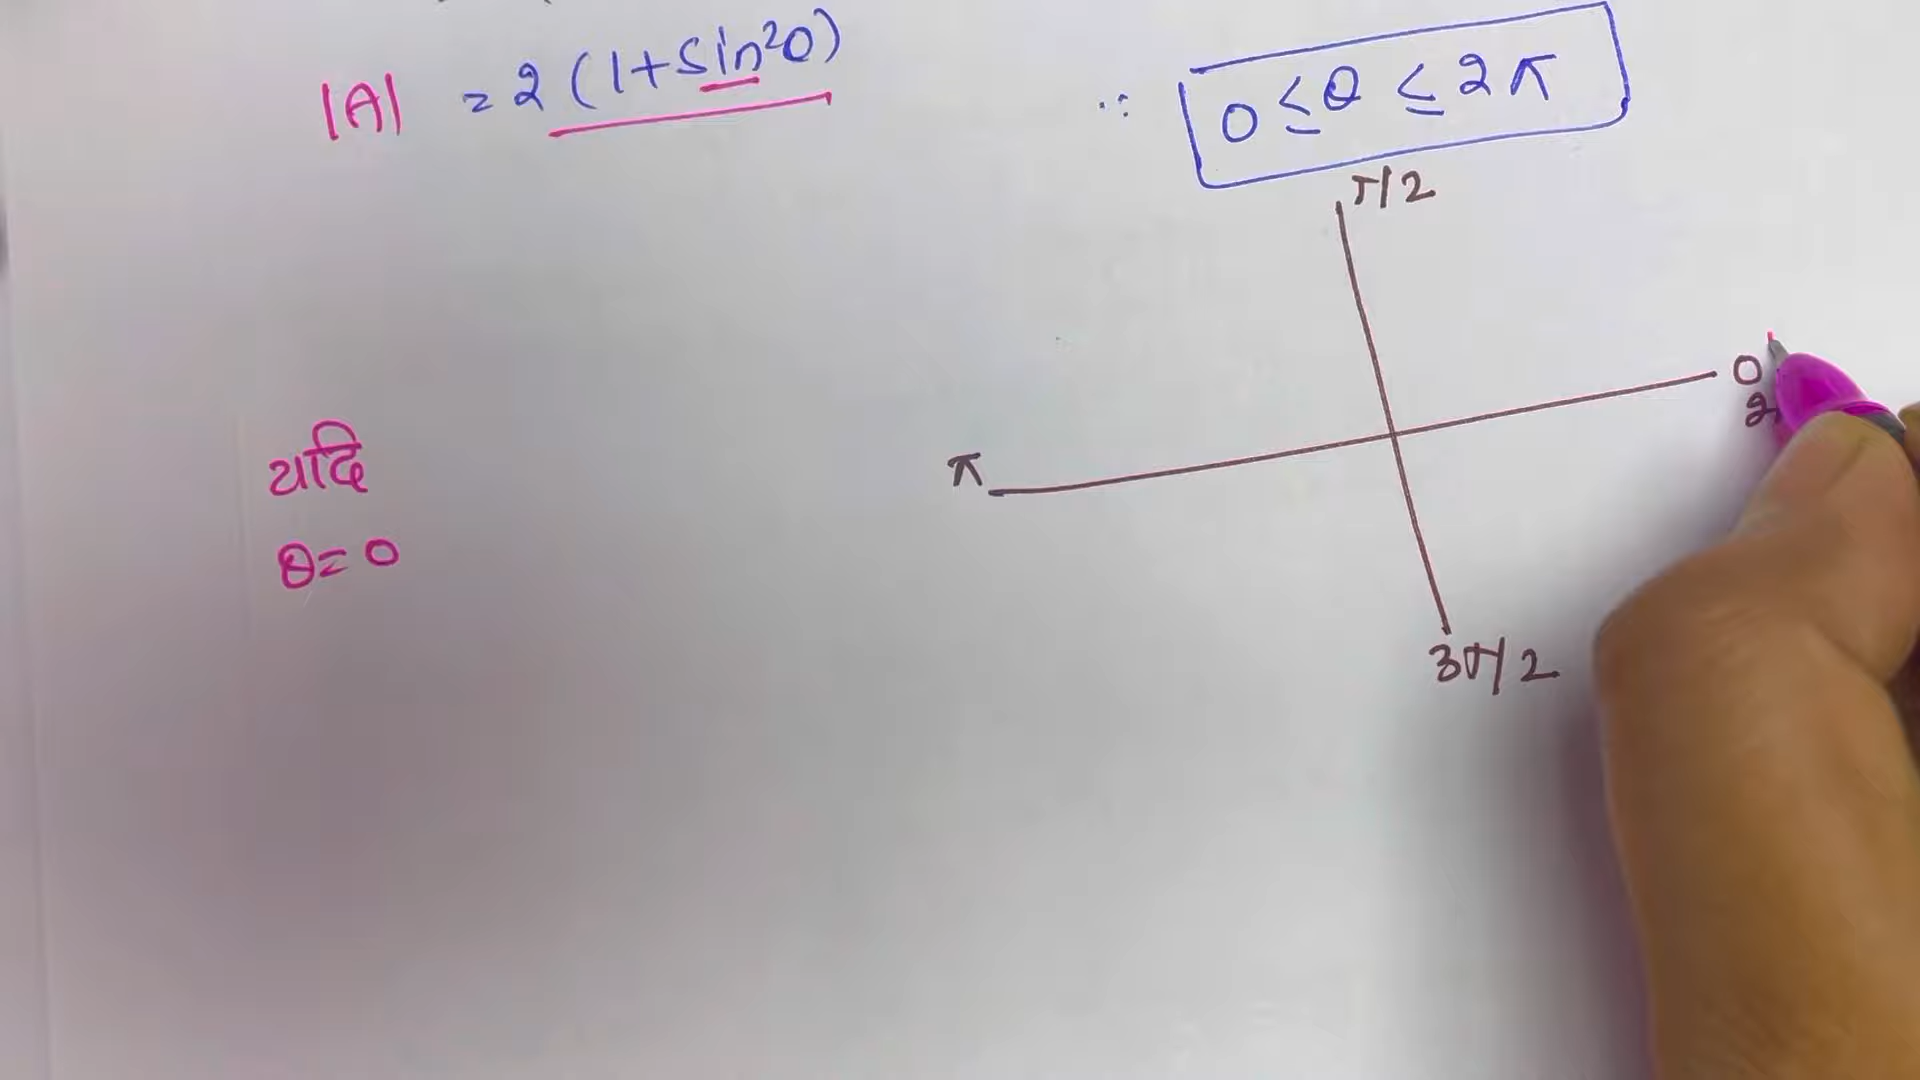 |A| = 2 (1+Sin²θ)
∵ 0 ≤ θ ≤ 2π
π/2
0
π
यदि
θ = 0
3π/2